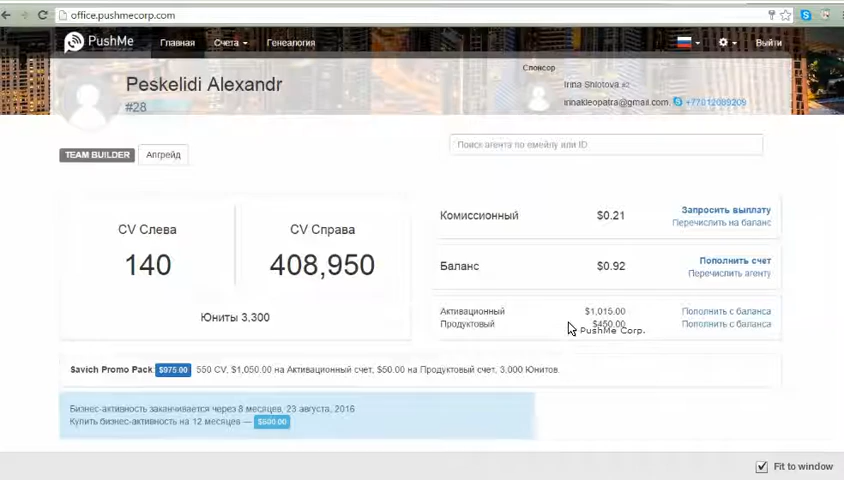 office.pushmecorp.com
PushMe Главная Счета Генеалогия Выйти
Peskelidi Alexandr
#28
Спонсор
Irina Shlotova #2
irinakleopatra@gmail.com, +77012089209
TEAM BUILDER Апгрейд
Поиск агента по емейлу или ID
CV Слева
140
CV Справа
408,950
Юниты 3,300
Комиссионный $0.21 Запросить выплату
Перечислить на баланс
Баланс $0.92 Пополнить счет
Перечислить агенту
Активационный $1,015.00 Пополнить с баланса
Продуктовый $450.00 Пополнить с баланса
PushMe Corp.
$avich Promo Pack $975.00 550 CV, $1,050.00 на Активационный счет, $50.00 на Продуктовый счет, 3,000 Юнитов.
Бизнес-активность заканчивается через 8 месяцев, 23 августа, 2016
Купить бизнес-активность на 12 месяцев — $600.00
Fit to window